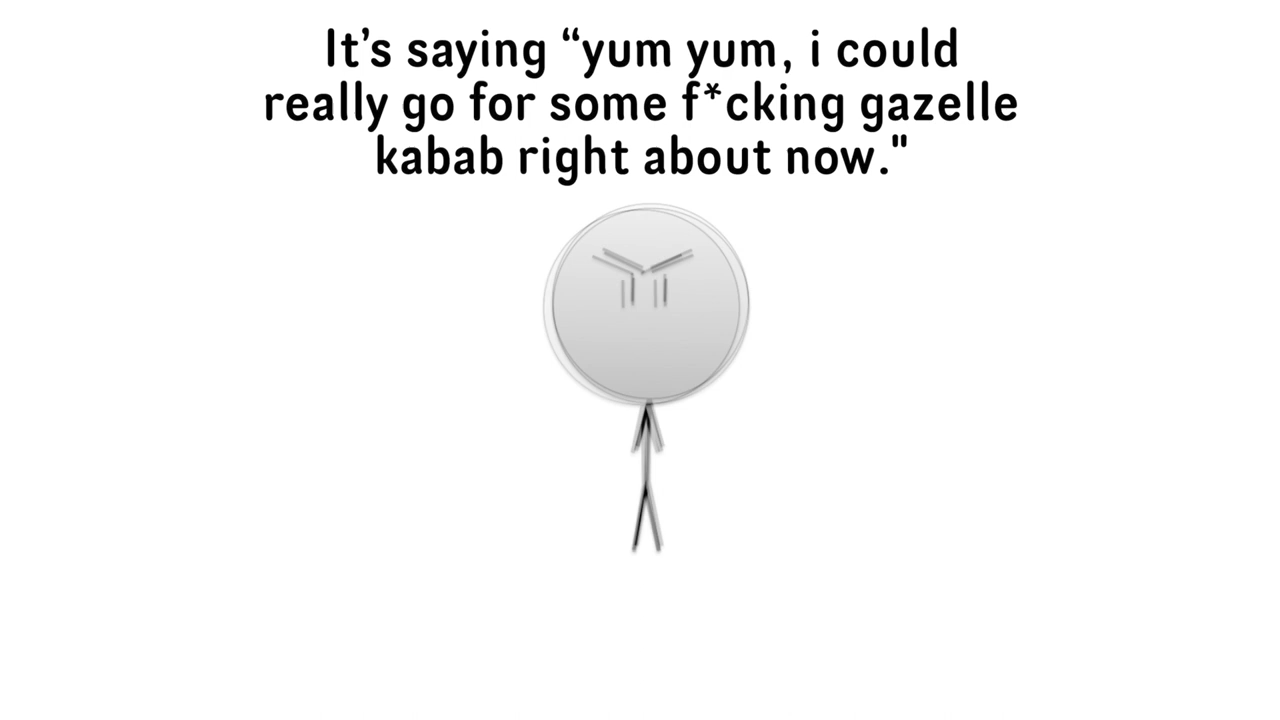 It’s saying “yum yum, i could
really go for some f*cking gazelle
kabab right about now."